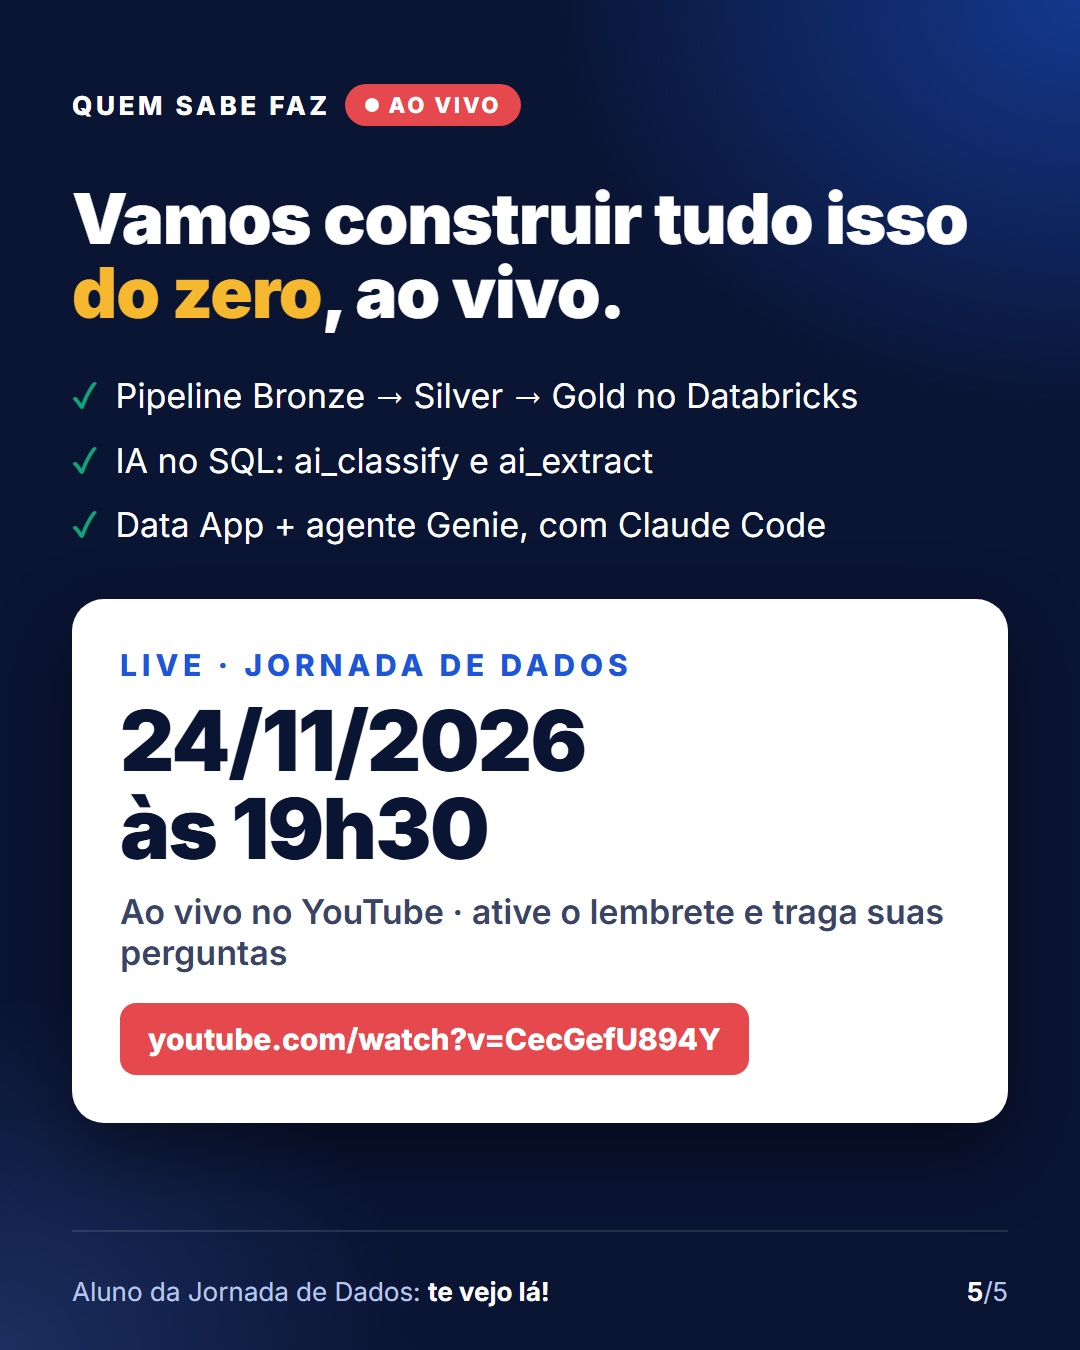 QUEM SABE FAZ AO VIVO
Vamos construir tudo isso
do zero, ao vivo.
✓ Pipeline Bronze → Silver → Gold no Databricks
✓ IA no SQL: ai_classify e ai_extract
✓ Data App + agente Genie, com Claude Code
LIVE · JORNADA DE DADOS
24/11/2026
às 19h30
Ao vivo no YouTube · ative o lembrete e traga suas
perguntas
youtube.com/watch?v=CecGefU894Y
Aluno da Jornada de Dados: te vejo lá! 5/5